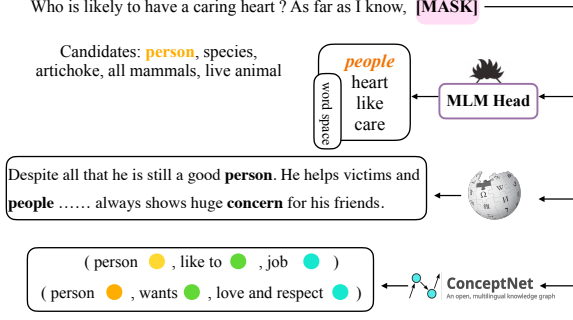 Who is likely to have a caring heart ? As far as I know, [MASK]
Candidates: person, species,
artichoke, all mammals, live animal
people
heart
like
care
word space
MLM Head
Despite all that he is still a good person. He helps victims and
people …… always shows huge concern for his friends.
( person , like to , job )
( person , wants , love and respect )
ConceptNet
An open, multilingual knowledge graph